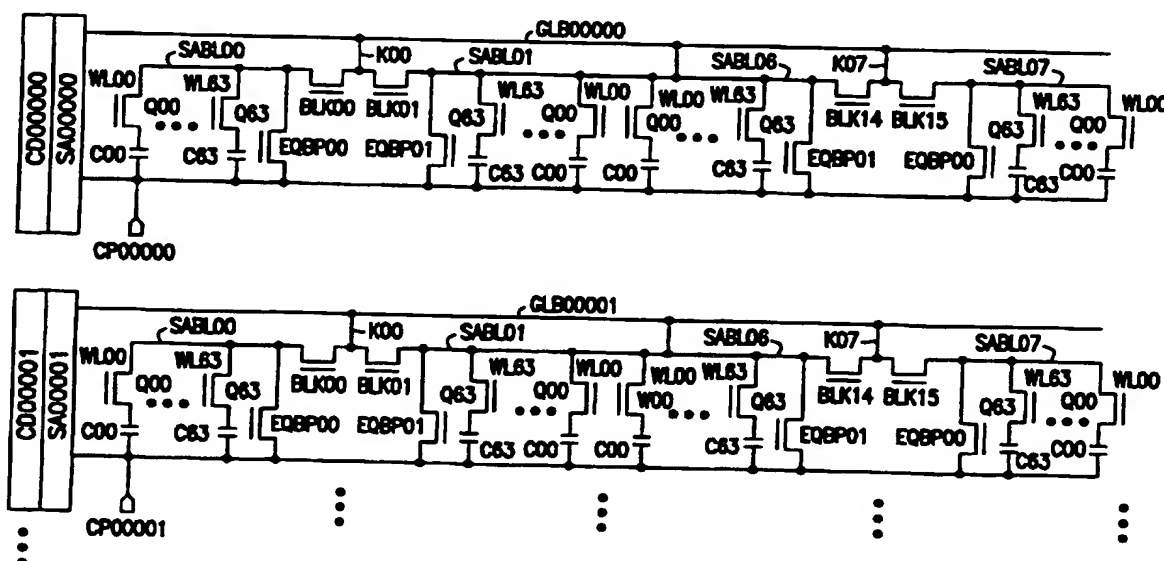 CD00000
SA00000
GLB00000
SABL00
K00
SABL01
SABL06
K07
SABL07
WL00
WL63
WL63
WL00
WL00
WL63
WL63
WL00
Q00
Q63
BLK00
BLK01
Q63
Q00
Q00
Q63
BLK14
BLK15
Q63
Q00
EQBP00
EQBP01
EQBP01
EQBP00
C00
C63
C63
C00
C00
C63
C63
C00
CP00000
CD00001
SA00001
GLB00001
SABL00
K00
SABL01
SABL06
K07
SABL07
WL00
WL63
WL63
WL00
WL00
WL63
WL63
WL00
Q00
Q63
BLK00
BLK01
Q63
Q00
W00
Q63
BLK14
BLK15
Q63
Q00
EQBP00
EQBP01
EQBP01
EQBP00
C00
C63
C63
C00
C00
C63
C63
C00
CP00001